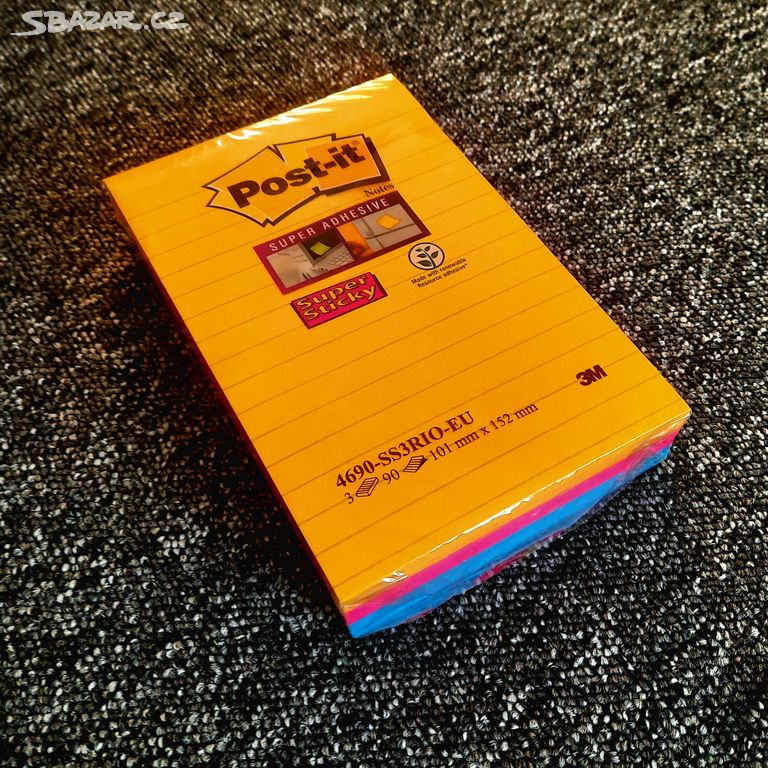 SBAZAR.CZ
Post-it®
Notes
SUPER ADHESIVE
Super
Sticky
Made with renewable
Resource adhesive*
3M
4690-SS3RIO-EU
3 90 101 mm x 152 mm